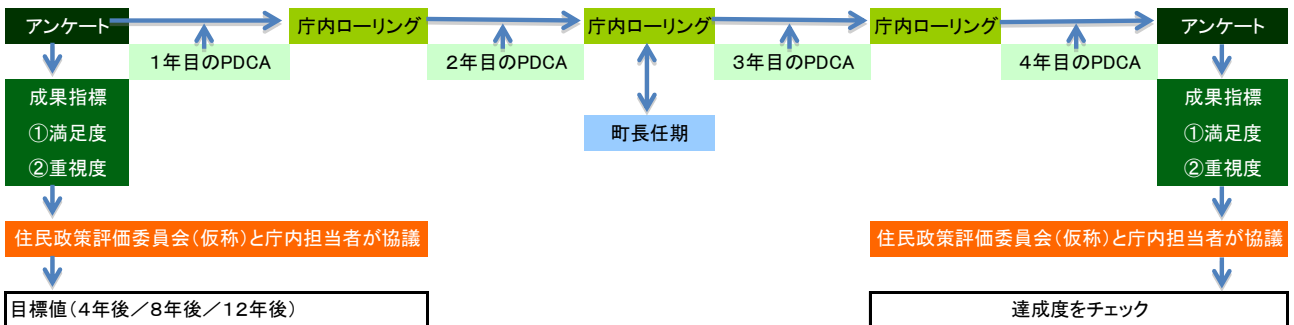 アンケート
庁内ローリング
庁内ローリング
庁内ローリング
アンケート
1年目のPDCA
2年目のPDCA
3年目のPDCA
4年目のPDCA
成果指標
①満足度
②重視度
町長任期
成果指標
①満足度
②重視度
住民政策評価委員会(仮称)と庁内担当者が協議
住民政策評価委員会(仮称)と庁内担当者が協議
目標値(4年後／8年後／12年後)
達成度をチェック